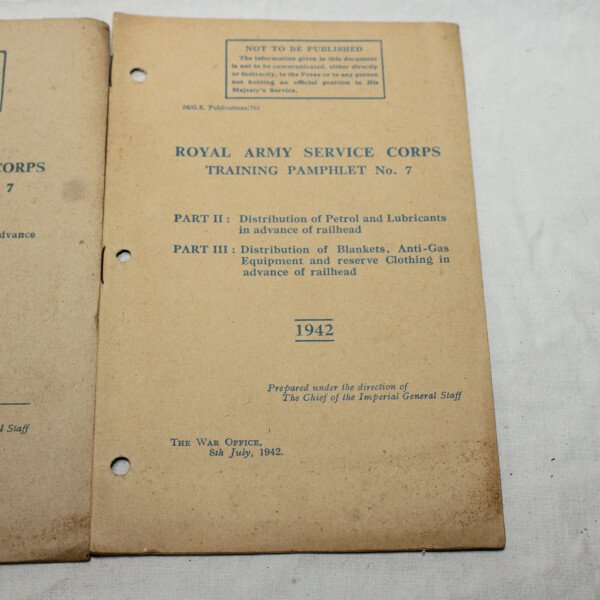 CORPS
7
dvance
l Staff
NOT TO BE PUBLISHED
The information given in this document
is not to be communicated, either directly
or indirectly, to the Press or to any person
not holding an official position in His
Majesty's Service.
26/G.S. Publications/761
ROYAL ARMY SERVICE CORPS
TRAINING PAMPHLET No. 7
PART II : Distribution of Petrol and Lubricants
in advance of railhead
PART III : Distribution of Blankets, Anti-Gas
Equipment and reserve Clothing in
advance of railhead
1942
Prepared under the direction of
The Chief of the Imperial General Staff
THE WAR OFFICE,
8th July, 1942.